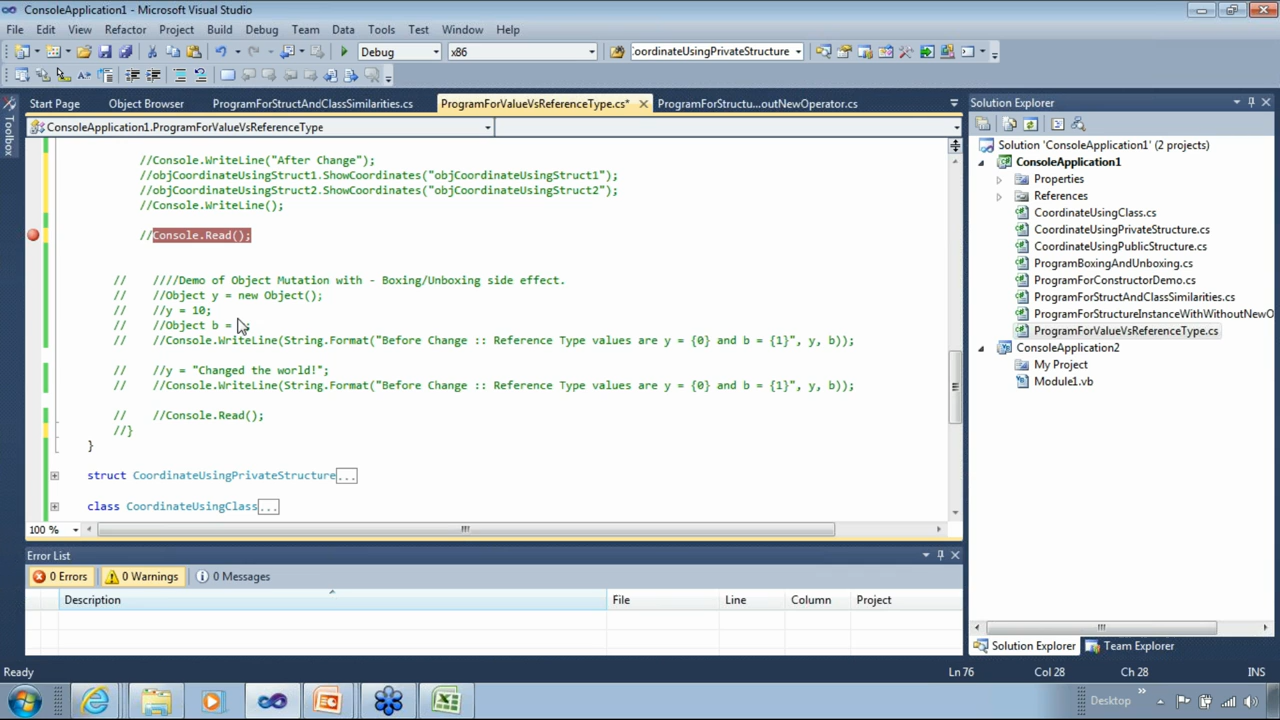 ConsoleApplication1 - Microsoft Visual Studio
File Edit View Refactor Project Build Debug Team Data Tools Test Window Help
Debug x86 :oordinateUsingPrivateStructure
Start Page Object Browser ProgramForStructAndClassSimilarities.cs ProgramForValueVsReferenceType.cs* ProgramForStructu...outNewOperator.cs
Toolbox
ConsoleApplication1.ProgramForValueVsReferenceType
//Console.WriteLine("After Change");
//objCoordinateUsingStruct1.ShowCoordinates("objCoordinateUsingStruct1");
//objCoordinateUsingStruct2.ShowCoordinates("objCoordinateUsingStruct2");
//Console.WriteLine();
//Console.Read();
// ////Demo of Object Mutation with - Boxing/Unboxing side effect.
// //Object y = new Object();
// //y = 10;
// //Object b = ;
// //Console.WriteLine(String.Format("Before Change :: Reference Type values are y = {0} and b = {1}", y, b));
// //y = "Changed the world!";
// //Console.WriteLine(String.Format("Before Change :: Reference Type values are y = {0} and b = {1}", y, b));
// //Console.Read();
//}
}
struct CoordinateUsingPrivateStructure...
class CoordinateUsingClass...
100 %
Error List
0 Errors 0 Warnings 0 Messages
Description File Line Column Project
Solution Explorer
Solution 'ConsoleApplication1' (2 projects)
ConsoleApplication1
Properties
References
CoordinateUsingClass.cs
CoordinateUsingPrivateStructure.cs
CoordinateUsingPublicStructure.cs
ProgramBoxingAndUnboxing.cs
ProgramForConstructorDemo.cs
ProgramForStructAndClassSimilarities.cs
ProgramForStructureInstanceWithWithoutNewO
ProgramForValueVsReferenceType.cs
ConsoleApplication2
My Project
Module1.vb
Solution Explorer Team Explorer
Ready Ln 76 Col 28 Ch 28 INS
Desktop